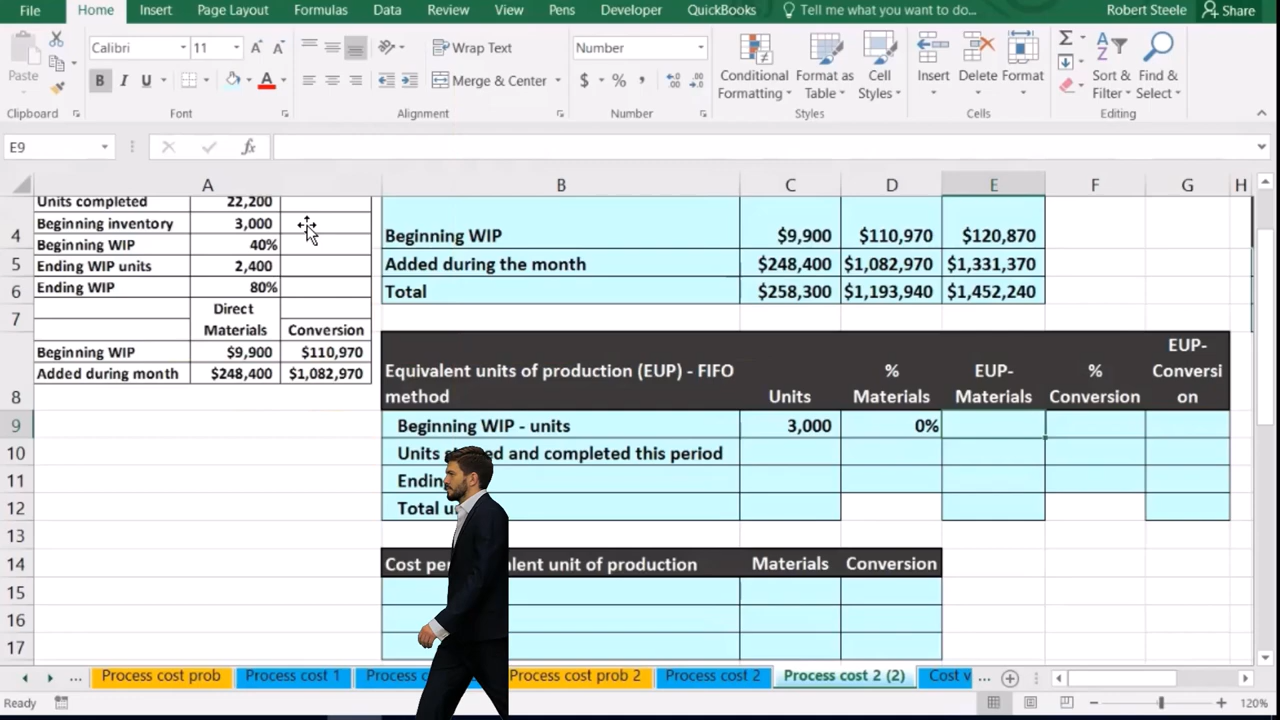 File Home Insert Page Layout Formulas Data Review View Pens Developer QuickBooks Tell me what you want to do... Robert Steele Share
Calibri 11 Wrap Text Number
Paste B I U Merge & Center $ % , Conditional Formatting Format as Table Cell Styles Insert Delete Format Sort & Filter Find & Select
Clipboard Font Alignment Number Styles Cells Editing
E9 fx
A B C D E F G H
Units completed 22,200
4 Beginning inventory 3,000 Beginning WIP $9,900 $110,970 $120,870
Beginning WIP 40%
5 Ending WIP units 2,400 Added during the month $248,400 $1,082,970 $1,331,370
6 Ending WIP 80% Total $258,300 $1,193,940 $1,452,240
7 Direct
Materials Conversion
Beginning WIP $9,900 $110,970
Added during month $248,400 $1,082,970
8 Equivalent units of production (EUP) - FIFO method Units % Materials EUP- Materials % Conversion EUP- Conversi on
9 Beginning WIP - units 3,000 0%
10 Units and completed this period
11
12 Total
13
14 Cost unit of production Materials Conversion
15
16
17
... Process cost prob Process cost 1 Process Process cost prob 2 Process cost 2 Process cost 2 (2) Cost v ...
Ready 120%